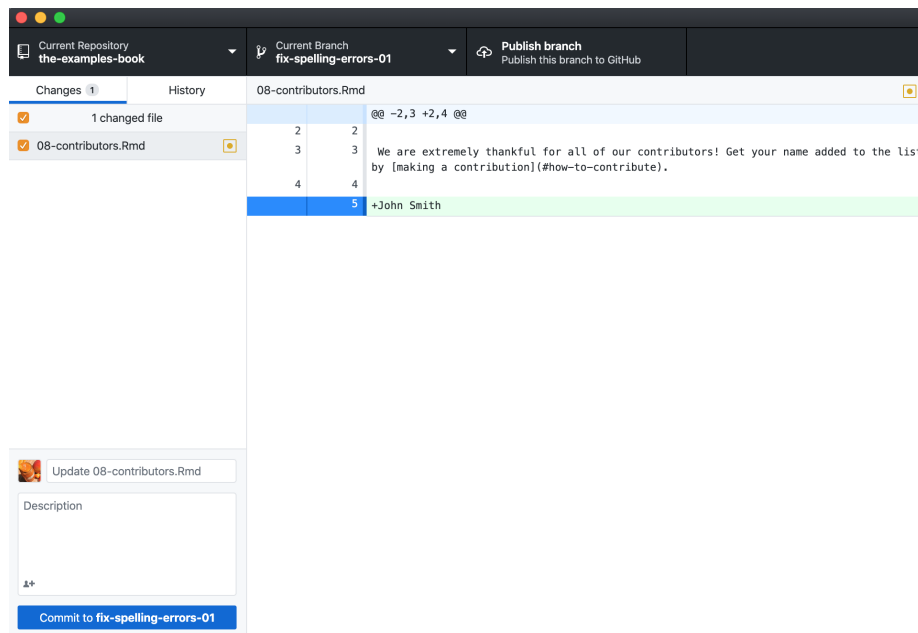 Current Repository
the-examples-book
Current Branch
fix-spelling-errors-01
Publish branch
Publish this branch to GitHub
Changes 1
History
08-contributors.Rmd
1 changed file
08-contributors.Rmd
@@ -2,3 +2,4 @@
2 2
3 3 We are extremely thankful for all of our contributors! Get your name added to the list
by [making a contribution](#how-to-contribute).
4 4
5 +John Smith
Update 08-contributors.Rmd
Description
Commit to fix-spelling-errors-01